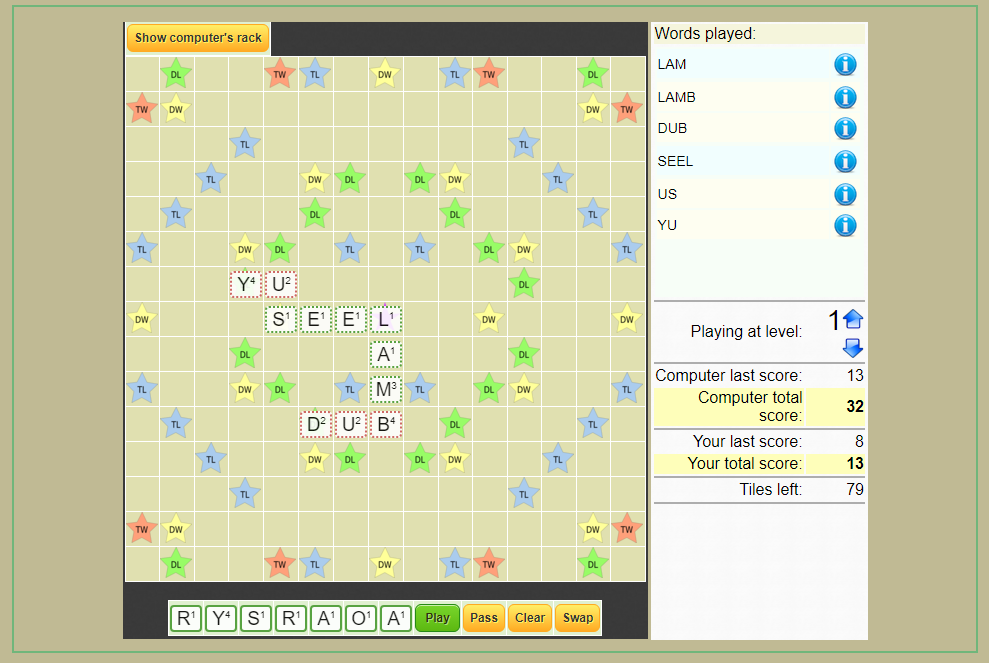 Show computer's rack
DL TW TL DW TL TW DL
TW DW DW TW
TL TL
TL DW DL DL DW TL
TL DL DL TL
TL DW DL TL TL DL DW TL
Y4 U2 DL
DW S1 E1 E1 L1 DW DW
DL A1 DL
TL DW DL TL M3 TL DL DW TL
TL D2 U2 B4 DL TL
TL DW DL DL DW TL
TL TL
TW DW DW TW
DL TW TL DW TL TW DL
R1 Y4 S1 R1 A1 O1 A1 Play Pass Clear Swap
Words played:
LAM
LAMB
DUB
SEEL
US
YU
Playing at level: 1
Computer last score: 13
Computer total
score: 32
Your last score: 8
Your total score: 13
Tiles left: 79